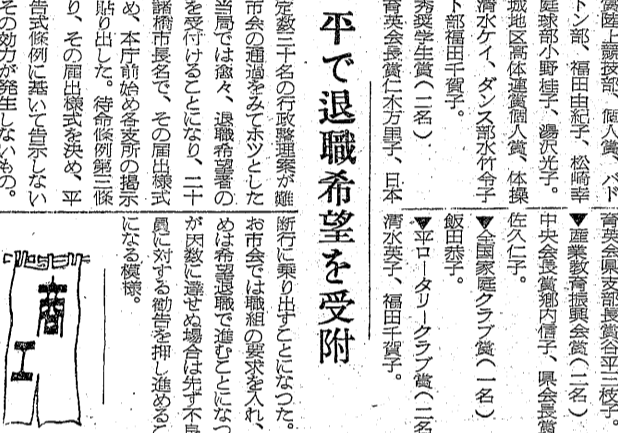 賞陸上競技部、個人賞、バド
トン部、福田由紀子、松崎幸
庭球部小野桂子、湯沢光子。
城地区高体連賞個人賞、体操
清水ケイ、ダンス部水竹令子
ト部福田千賀子。
秀奨学生賞（二名）
育英会長賞仁木万里子、日本
育英会県支部長賞谷平三枝子。
▼産業教育振興会賞（二名）
中央会長賞郷内信子、県会長賞
佐久仁子。
▼全国家庭クラブ賞（一名）
飯田恭子。
▼平ロータリークラブ賞（二名
清水英子、福田千賀子。
平で退職希望を受附
定数三十名の行政整理案が難
市会の通過をみてホツとした
当局では愈々、退職希望者の
を受付けることになり、二十
諸橋市長名で、その届出様式
め、本庁前始め各支所の掲示
貼り出した。待命條例第三條
り、その届出様式を決め、平
告式條例に基いて告示しない
その効力が発生しないもの。
断行に乗り出すことになつた。
お市会では職組の要求を入れ、
めは希望退職で進むことになつ
が天数に達せぬ場合は先ず不良
員に対する勧告を押し進めるこ
になる模様。